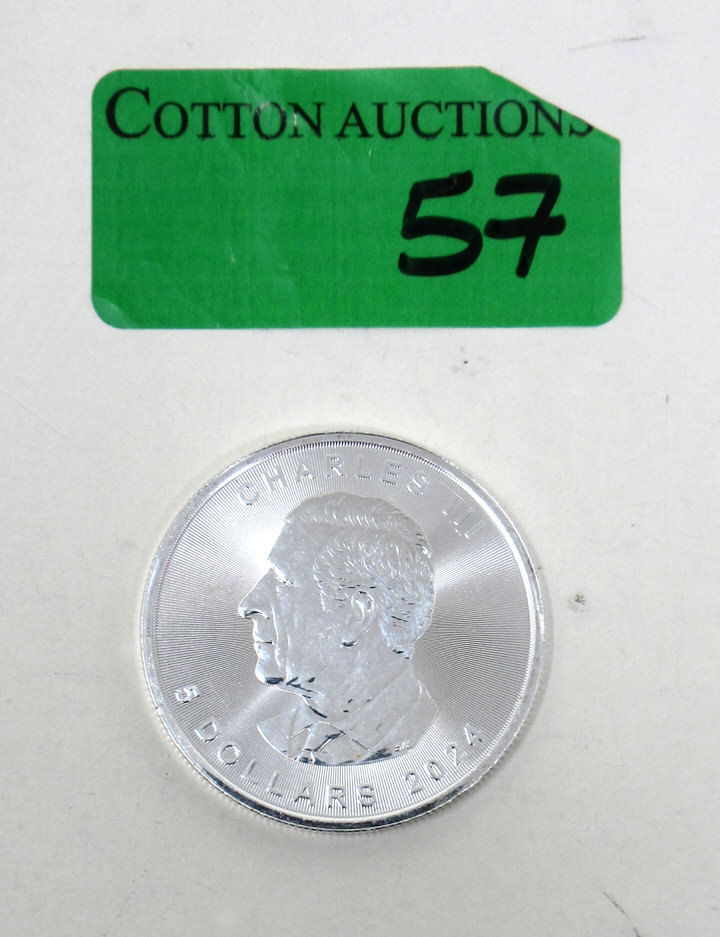 COTTON AUCTIONS
57
CHARLES III
5 DOLLARS 2024